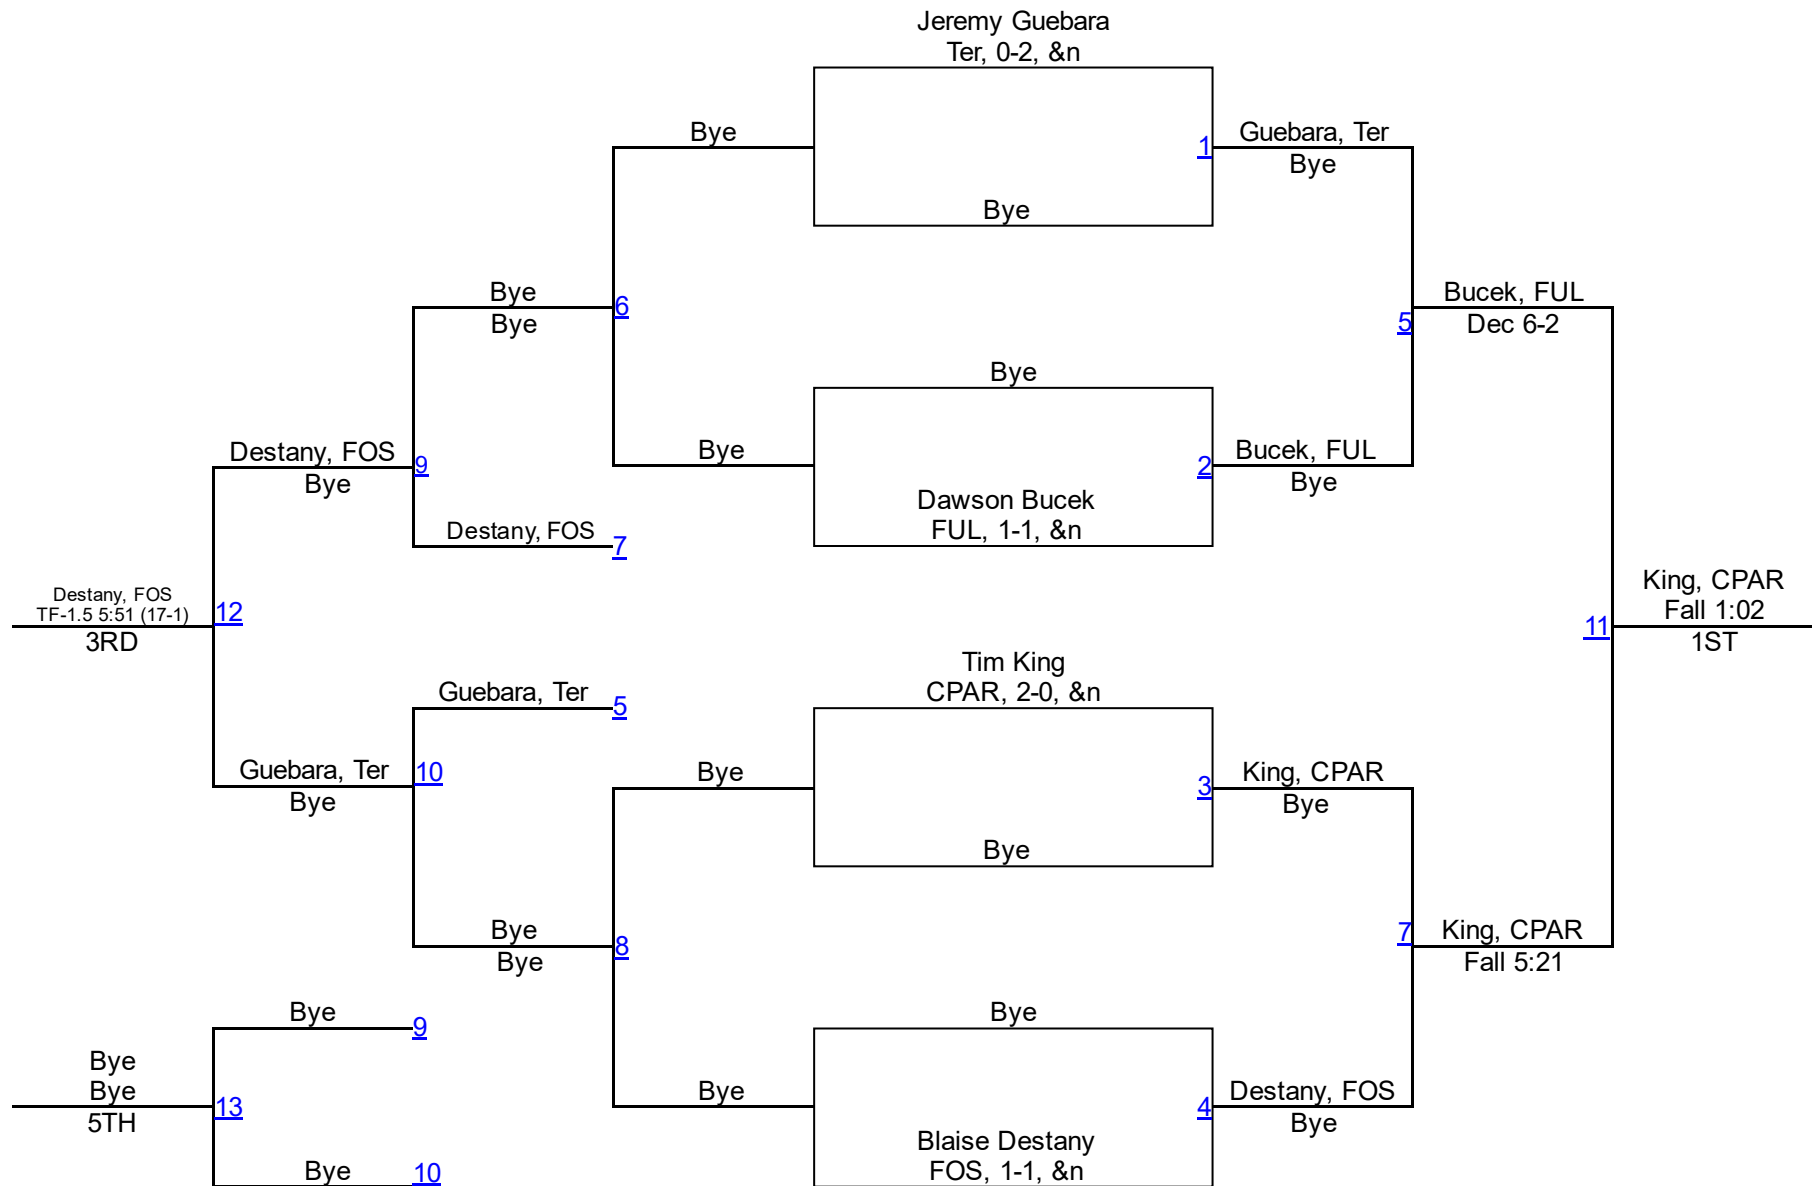 Jeremy Guebara
Ter, 0-2, &n
Bye
1
Guebara, Ter
Bye
Bye
Bye
Bye
6
Bucek, FUL
Dec 6-2
5
Bye
Destany, FOS
Bye
9
Bye
2
Bucek, FUL
Bye
Dawson Bucek
FUL, 1-1, &n
Destany, FOS
7
Destany, FOS
TF-1.5 5:51 (17-1)
3RD
12
King, CPAR
Fall 1:02
1ST
11
Tim King
CPAR, 2-0, &n
Guebara, Ter
5
Guebara, Ter
Bye
10
Bye
3
King, CPAR
Bye
Bye
Bye
Bye
8
7
King, CPAR
Fall 5:21
Bye
9
Bye
Bye
Bye
5TH
13
Bye
4
Destany, FOS
Bye
Blaise Destany
FOS, 1-1, &n
Bye
10